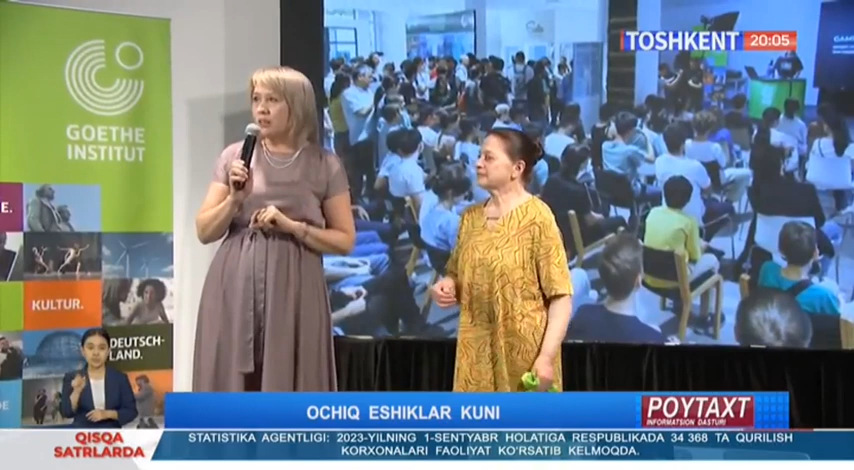 TOSHKENT 20:05
GOETHE
INSTITUT
E.
KULTUR.
DEUTSCH-
LAND.
DE
OCHIQ ESHIKLAR KUNI
POYTAXT
INFORMATSION DASTURI
QISQA
SATRLARDA
STATISTIKA AGENTLIGI: 2023-YILNING 1-SENTYABR HOLATIGA RESPUBLIKADA 34 368 TA QURILISH
KORXONALARI FAOLIYAT KO'RSATIB KELMOQDA.